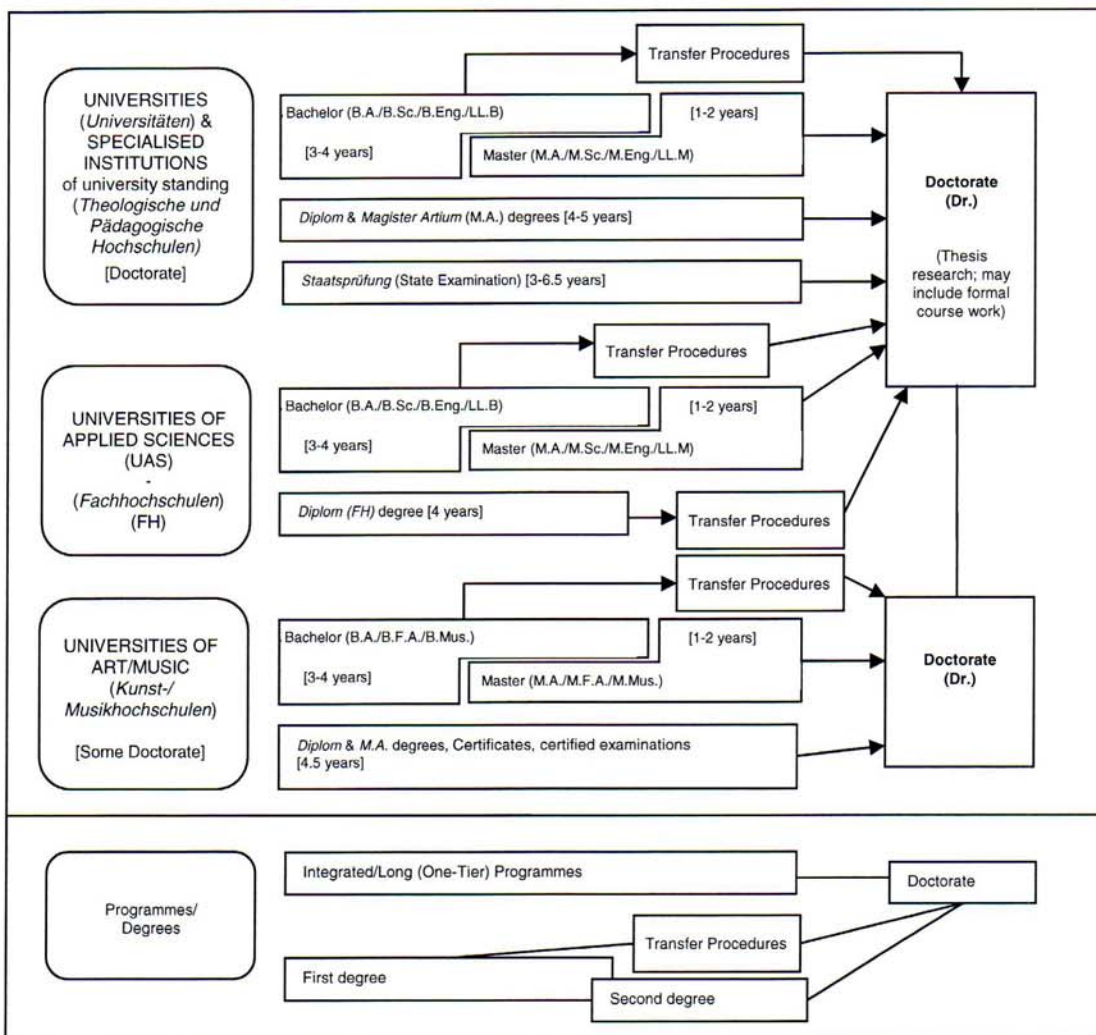 Transfer Procedures
UNIVERSITIES
(Universitäten) &
SPECIALISED
INSTITUTIONS
of university standing
(Theologische und
Pädagogische
Hochschulen)
[Doctorate]
Bachelor (B.A./B.Sc./B.Eng./LL.B)
[3-4 years]
[1-2 years]
Master (M.A./M.Sc./M.Eng./LL.M)
Diplom & Magister Artium (M.A.) degrees [4-5 years]
Staatsprüfung (State Examination) [3-6.5 years]
Doctorate
(Dr.)
(Thesis
research; may
include formal
course work)
Transfer Procedures
UNIVERSITIES OF
APPLIED SCIENCES
(UAS)
-
(Fachhochschulen)
(FH)
Bachelor (B.A./B.Sc./B.Eng./LL.B)
[3-4 years]
[1-2 years]
Master (M.A./M.Sc./M.Eng./LL.M)
Diplom (FH) degree [4 years]
Transfer Procedures
Transfer Procedures
UNIVERSITIES OF
ART/MUSIC
(Kunst-/
Musikhochschulen)
[Some Doctorate]
Bachelor (B.A./B.F.A./B.Mus.)
[3-4 years]
[1-2 years]
Master (M.A./M.F.A./M.Mus.)
Diplom & M.A. degrees, Certificates, certified examinations
[4.5 years]
Doctorate
(Dr.)
Programmes/
Degrees
Integrated/Long (One-Tier) Programmes
Doctorate
Transfer Procedures
First degree
Second degree